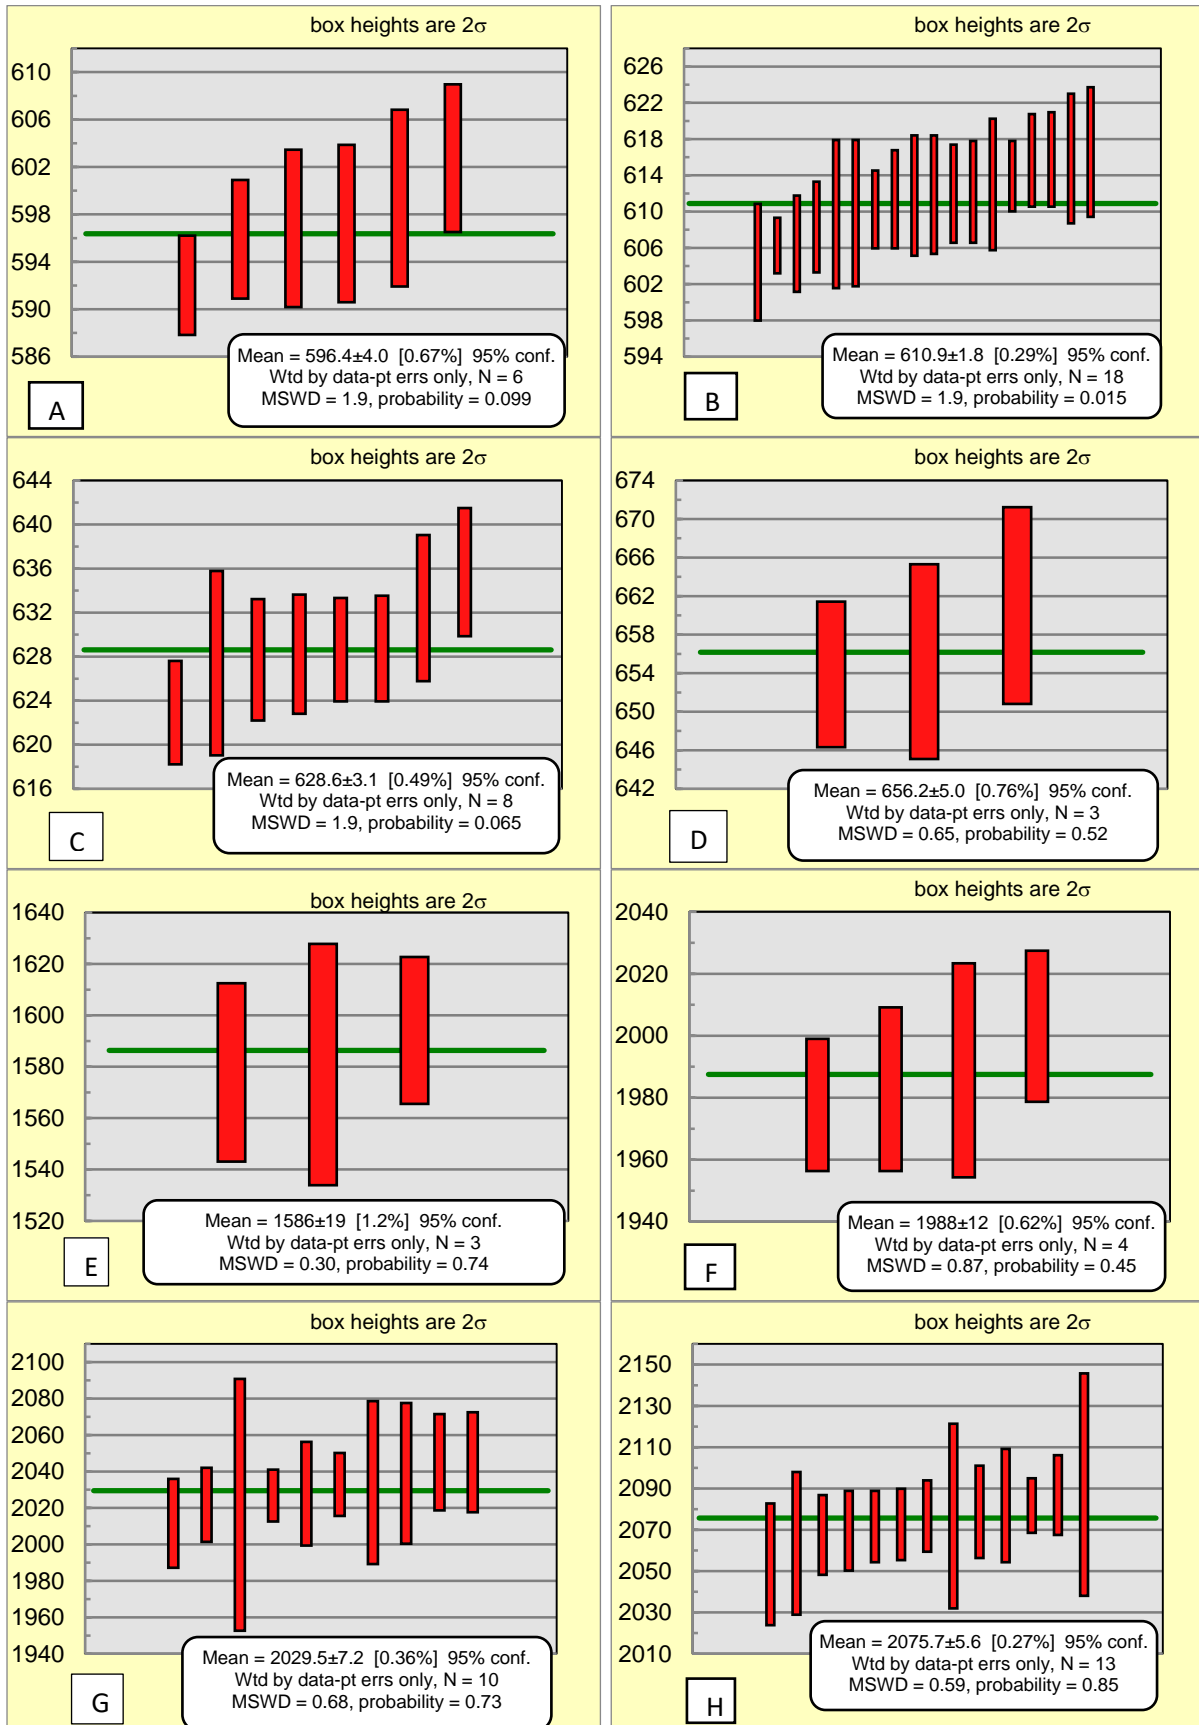 box heights are 2σ
610
606
602
598
594
590
586
Mean = 596.4±4.0 [0.67%] 95% conf.
Wtd by data-pt errs only, N = 6
MSWD = 1.9, probability = 0.099
A
box heights are 2σ
626
622
618
614
610
606
602
598
594
Mean = 610.9±1.8 [0.29%] 95% conf.
Wtd by data-pt errs only, N = 18
MSWD = 1.9, probability = 0.015
B
box heights are 2σ
644
640
636
632
628
624
620
616
Mean = 628.6±3.1 [0.49%] 95% conf.
Wtd by data-pt errs only, N = 8
MSWD = 1.9, probability = 0.065
C
box heights are 2σ
674
670
666
662
658
654
650
646
642
Mean = 656.2±5.0 [0.76%] 95% conf.
Wtd by data-pt errs only, N = 3
MSWD = 0.65, probability = 0.52
D
box heights are 2σ
1640
1620
1600
1580
1560
1540
1520
Mean = 1586±19 [1.2%] 95% conf.
Wtd by data-pt errs only, N = 3
MSWD = 0.30, probability = 0.74
E
box heights are 2σ
2040
2020
2000
1980
1960
1940
Mean = 1988±12 [0.62%] 95% conf.
Wtd by data-pt errs only, N = 4
MSWD = 0.87, probability = 0.45
F
box heights are 2σ
2100
2080
2060
2040
2020
2000
1980
1960
1940
Mean = 2029.5±7.2 [0.36%] 95% conf.
Wtd by data-pt errs only, N = 10
MSWD = 0.68, probability = 0.73
G
box heights are 2σ
2150
2130
2110
2090
2070
2050
2030
2010
Mean = 2075.7±5.6 [0.27%] 95% conf.
Wtd by data-pt errs only, N = 13
MSWD = 0.59, probability = 0.85
H